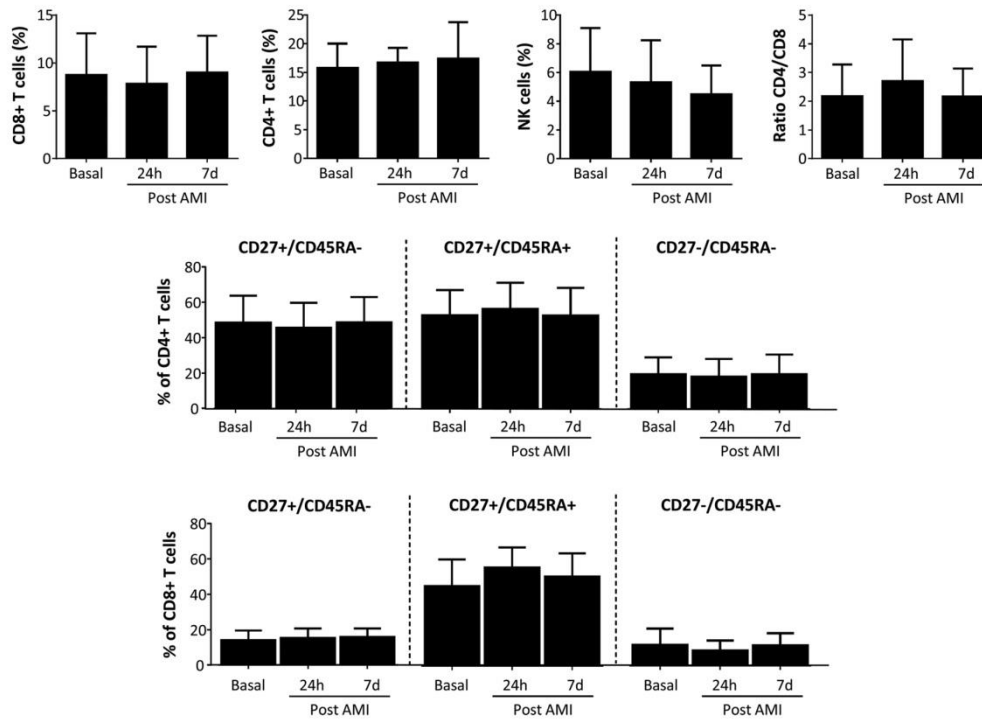 CD8+ T cells (%)
15
10
5
0
Basal 24h 7d
Post AMI
CD4+ T cells (%)
25
20
15
10
5
0
Basal 24h 7d
Post AMI
NK cells (%)
10
8
6
4
2
0
Basal 24h 7d
Post AMI
Ratio CD4/CD8
5
4
3
2
1
0
Basal 24h 7d
Post AMI
CD27+/CD45RA- CD27+/CD45RA+ CD27-/CD45RA-
% of CD4+ T cells
80
60
40
20
0
Basal 24h 7d Basal 24h 7d Basal 24h 7d
Post AMI Post AMI Post AMI
CD27+/CD45RA- CD27+/CD45RA+ CD27-/CD45RA-
% of CD8+ T cells
80
60
40
20
0
Basal 24h 7d Basal 24h 7d Basal 24h 7d
Post AMI Post AMI Post AMI